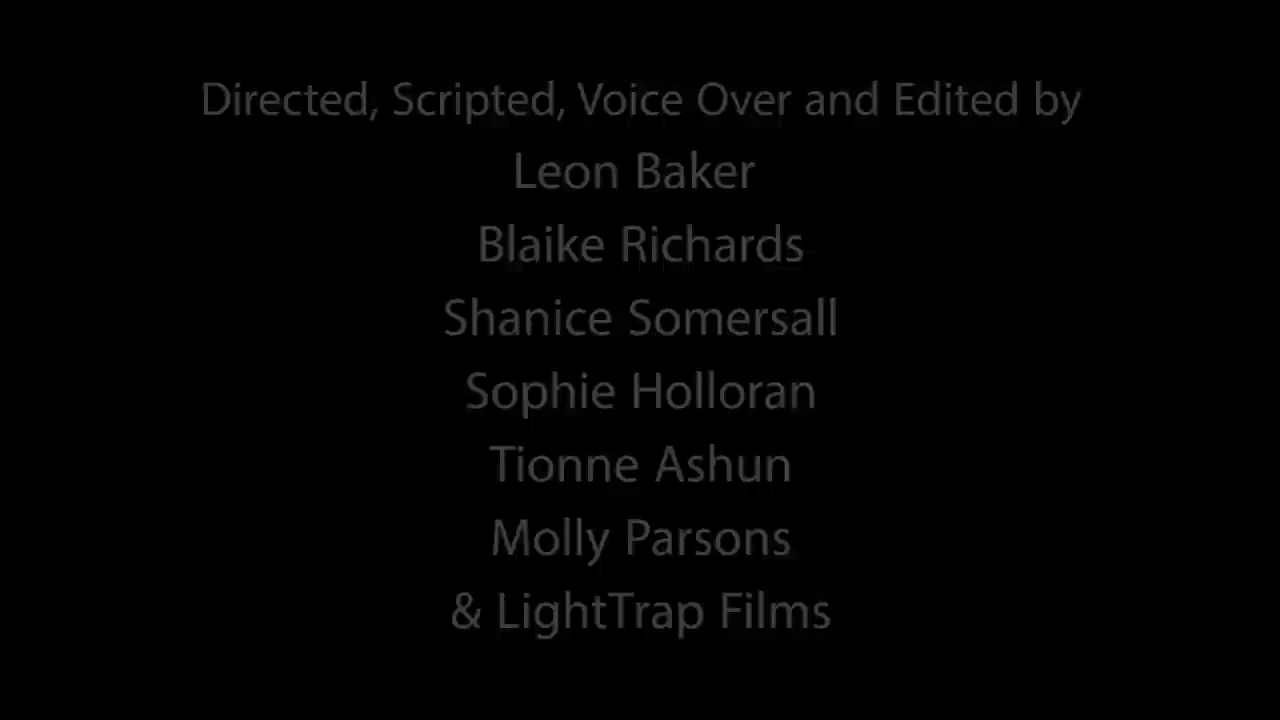 Directed, Scripted, Voice Over and Edited by
Leon Baker
Blaike Richards
Shanice Somersall
Sophie Holloran
Tionne Ashun
Molly Parsons
& LightTrap Films